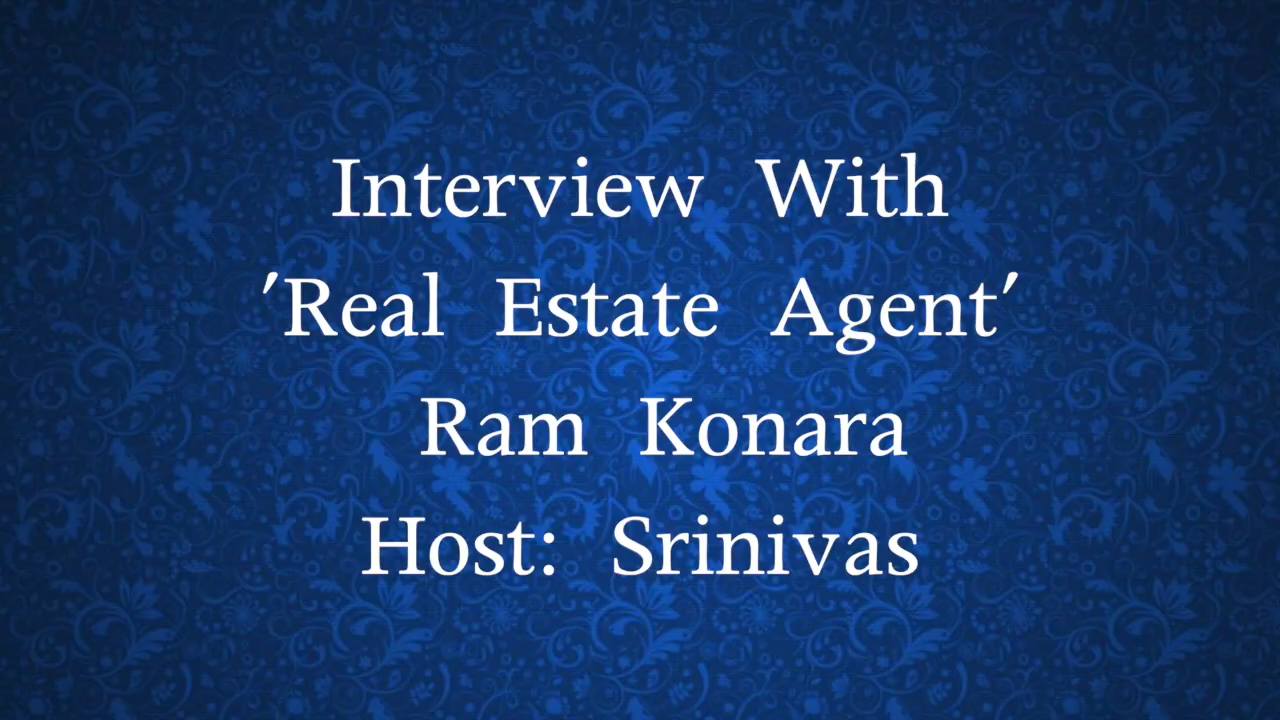 Interview With
'Real Estate Agent'
Ram Konara
Host: Srinivas